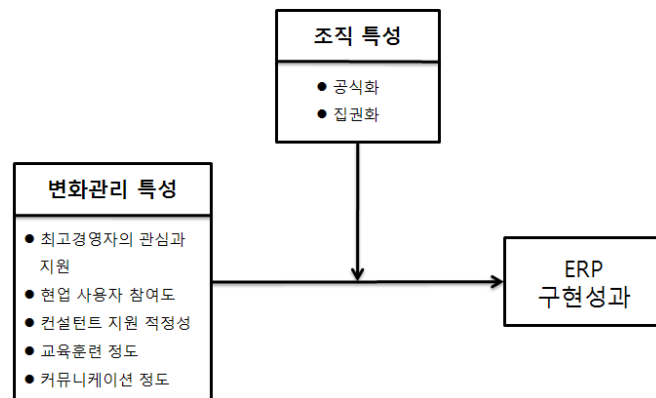 조직 특성
● 공식화
● 집권화
변화관리 특성
● 최고경영자의 관심과
지원
● 현업 사용자 참여도
● 컨설턴트 지원 적정성
● 교육훈련 정도
● 커뮤니케이션 정도
ERP
구현성과